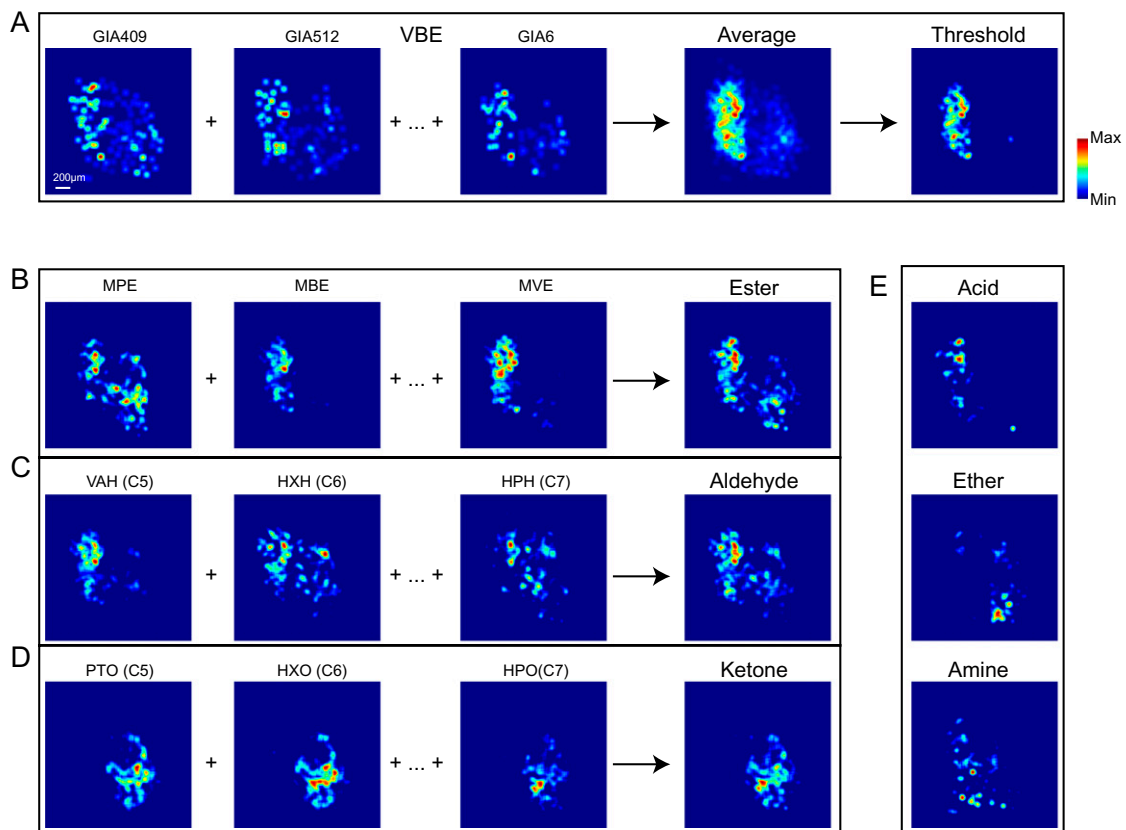 A
GIA409 GIA512 VBE GIA6 Average Threshold
+ + ... +
200µm
Max
Min
B
MPE MBE MVE Ester
+ + ... +
E
Acid
C
VAH (C5) HXH (C6) HPH (C7) Aldehyde
+ + ... +
Ether
D
PTO (C5) HXO (C6) HPO(C7) Ketone
+ + ... +
Amine